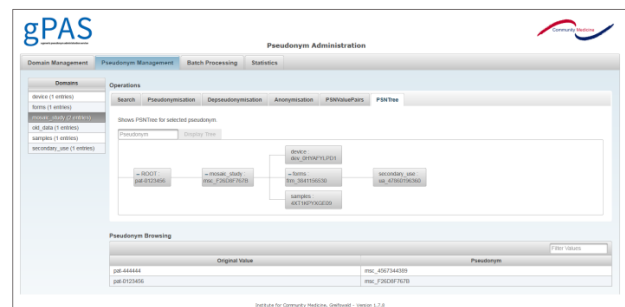 gPAS
Community Medicine
Pseudonym Administration
Domain Management Pseudonym Management Batch Processing Statistics
Domains
device (1 entries)
forms (1 entries)
mosaic_study (2 entries)
old_data (1 entries)
samples (1 entries)
secondary_use (1 entries)
Operations
Search Pseudonymisation Depseudonymisation Anonymisation PSNValuePairs PSNTree
Shows PSNTree for selected pseudonym.
Pseudonym Display Tree
device
– ROOT
pat-0123456
– mosaic_study
msc_F26D8F767B
– forms
secondary_use
samples
Pseudonym Browsing
Filter Values
Original Value Pseudonym
pat-444444 msc_4567344389
pat-0123456 msc_F26D8F767B
Institute for Community Medicine, Greifswald - Version 1.7.0